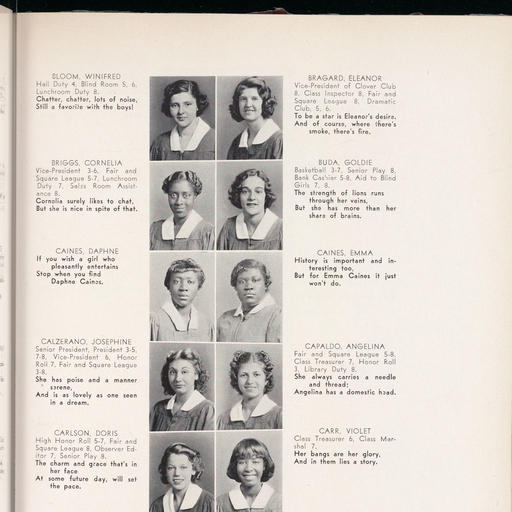 BLOOM, WINIFRED
Hall Duty 4, Blind Room 5, 6,
Lunchroom Duty 8.
Chatter, chatter, lots of noise,
Still a favorite with the boys!
BRAGARD, ELEANOR
Vice-President of Clover Club
8, Class Inspector 8, Fair and
Square League 8, Dramatic
Club, 5, 6.
To be a star is Eleanor's desire,
And of course, where there's
smoke, there's fire.
BRIGGS, CORNELIA
Vice-President 3-6, Fair and
Square League 5-7, Lunchroom
Duty 7, Sales Room Assist-
ance 8.
Cornelia surely likes to chat,
But she is nice in spite of that.
BUDA, GOLDIE
Basketball 3-7, Senior Play 8,
Bank Cashier 5-8, Aid to Blind
Girls 7, 8.
The strength of lions runs
through her veins,
But she has more than her
share of brains.
CAINES, DAPHNE
If you wish a girl who
pleasantly entertains
Stop when you find
Daphne Caines.
CAINES, EMMA
History is important and in-
teresting too,
But for Emma Caines it just
won't do.
CALZERANO, JOSEPHINE
Senior President, President 3-5,
7-8, Vice-President 6, Honor
Roll 7, Fair and Square League
3-8.
She has poise and a manner
serene,
And is as lovely as one seen
in a dream.
CAPALDO, ANGELINA
Fair and Square League 5-8,
Class Treasurer 7, Honor Roll
3, Library Duty 8.
She always carries a needle
and thread;
Angelina has a domestic head.
CARLSON, DORIS
High Honor Roll 5-7, Fair and
Square League 8, Observer Ed-
itor 7, Senior Play 8.
The charm and grace that's in
her face
At some future day, will set
the pace.
CARR, VIOLET
Class Treasurer 6, Class Mar-
shal 7.
Her bangs are her glory,
And in them lies a story.